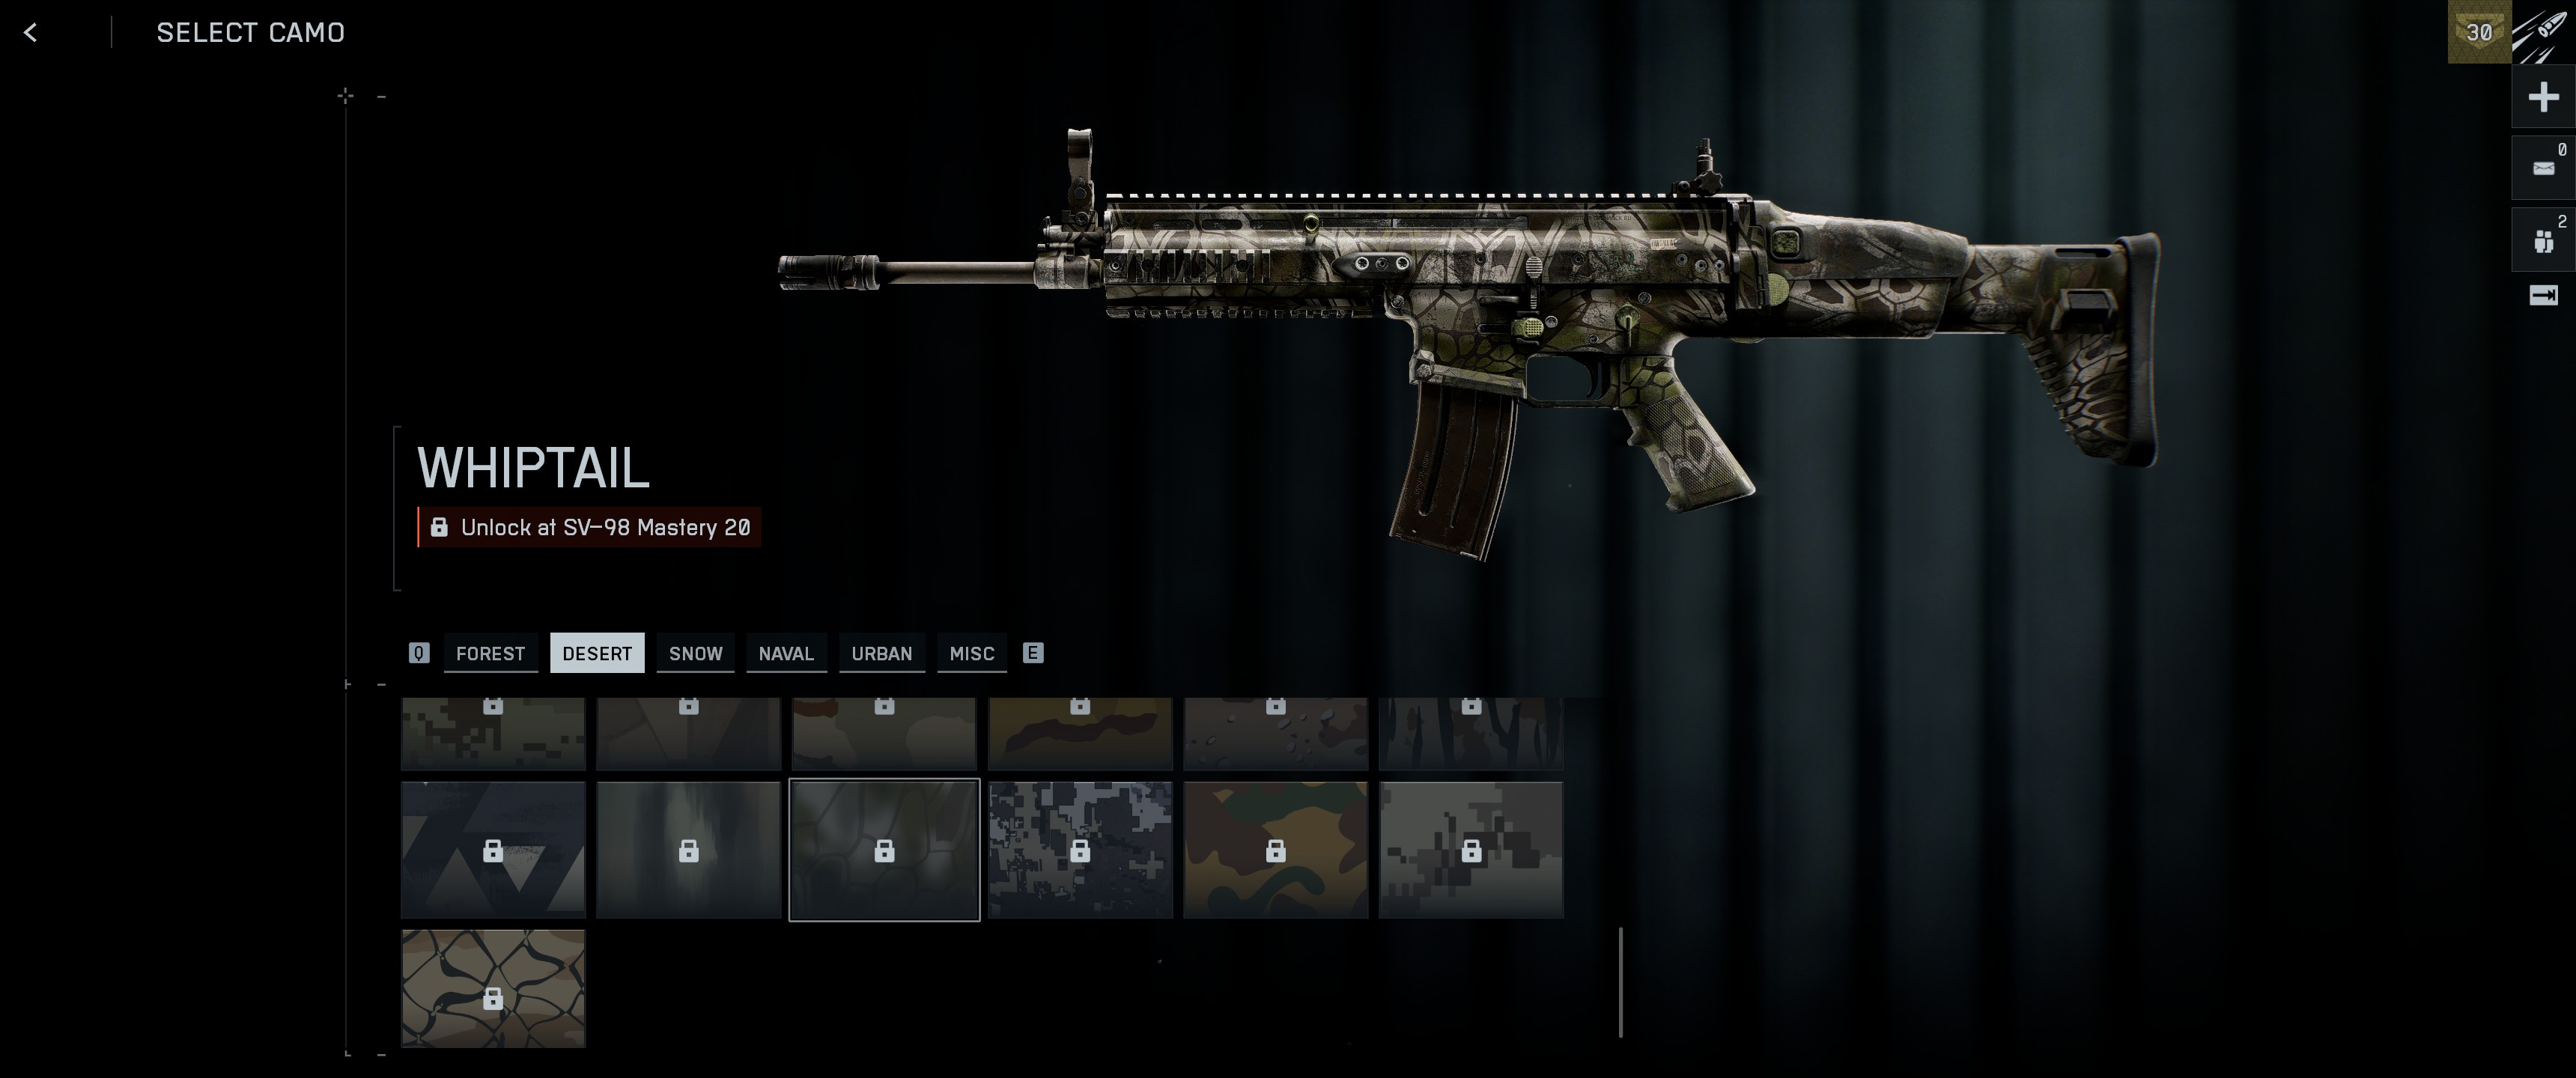 SELECT CAMO
30
0
2
WHIPTAIL
Unlock at SV-98 Mastery 20
Q FOREST DESERT SNOW NAVAL URBAN MISC E